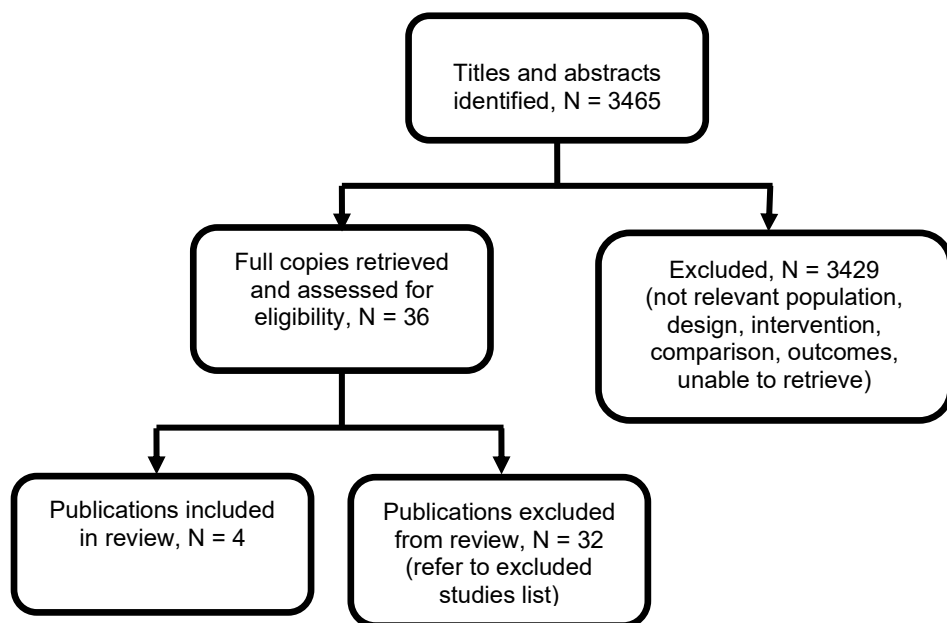 Titles and abstracts
identified, N = 3465
Full copies retrieved
and assessed for
eligibility, N = 36
Excluded, N = 3429
(not relevant population,
design, intervention,
comparison, outcomes,
unable to retrieve)
Publications included
in review, N = 4
Publications excluded
from review, N = 32
(refer to excluded
studies list)